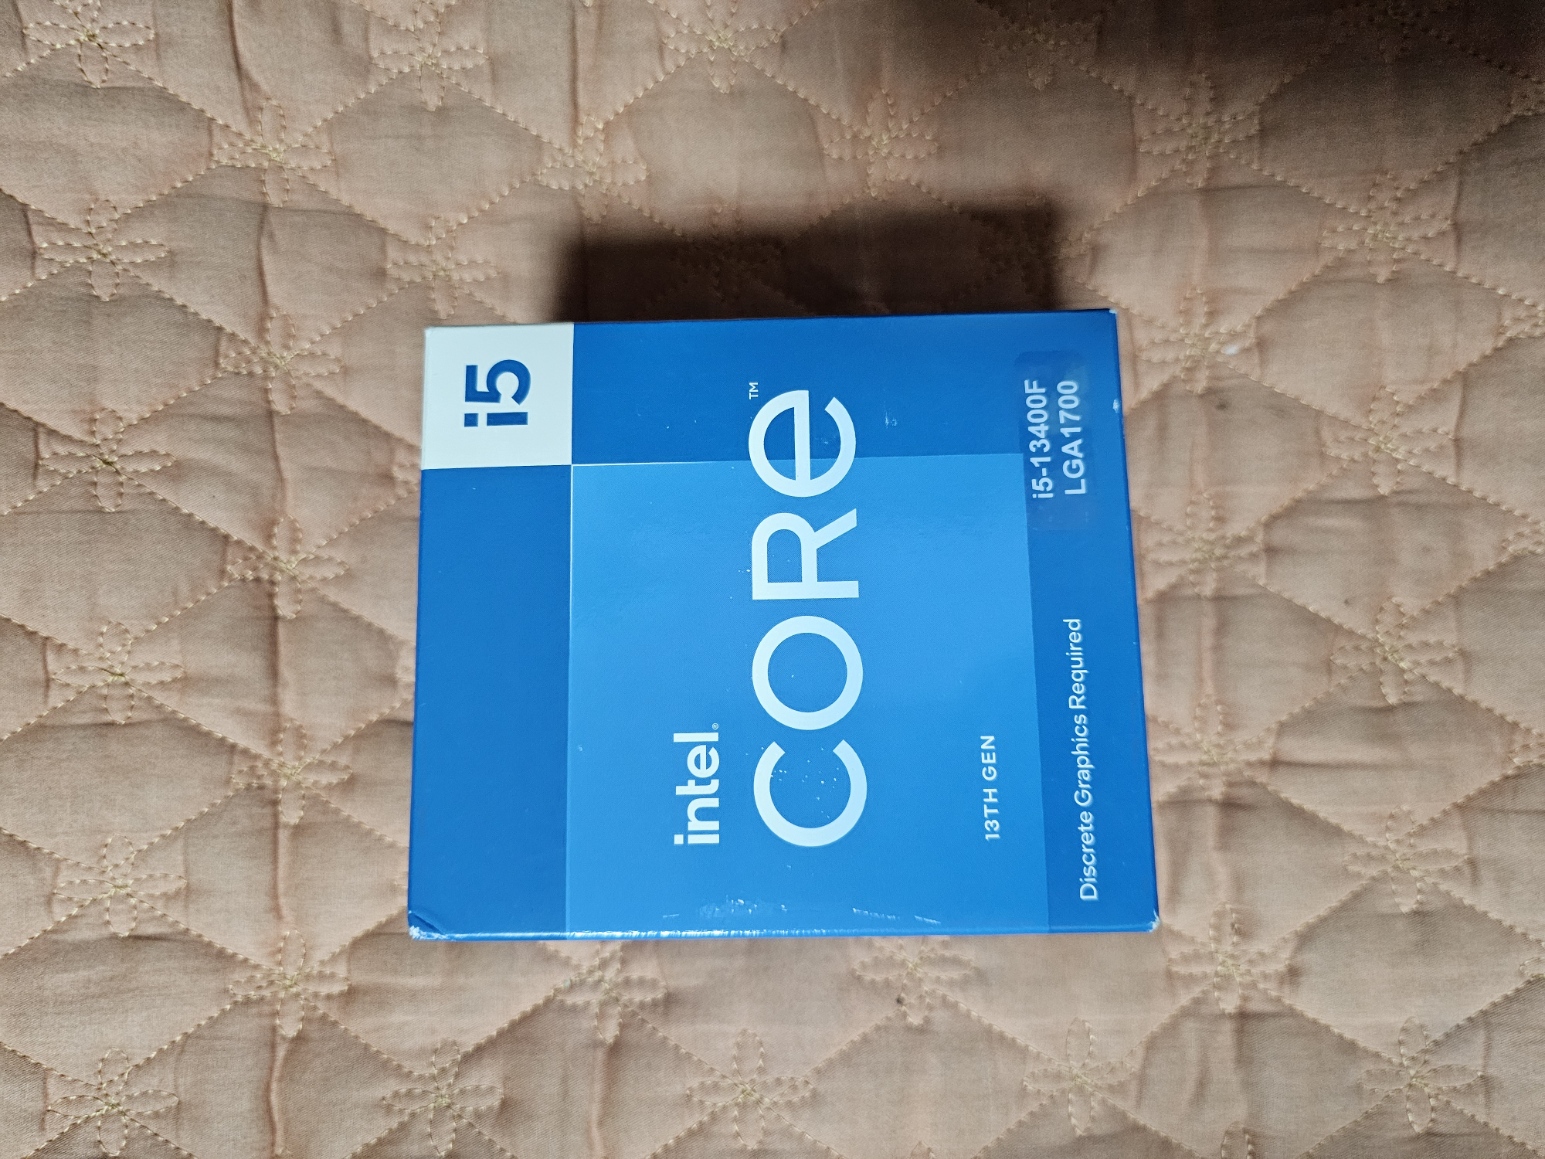 i5
intel®
CORE™
13TH GEN
i5-13400F
LGA1700
Discrete Graphics Required